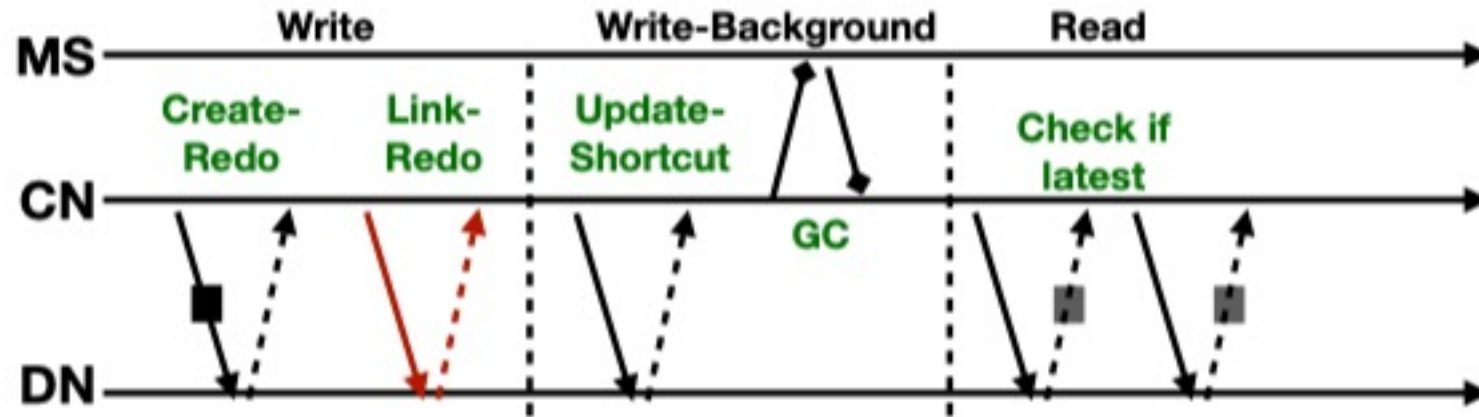 Write
Write-Background
Read
MS
Create-
Redo
Link-
Redo
Update-
Shortcut
Check if
latest
CN
GC
DN